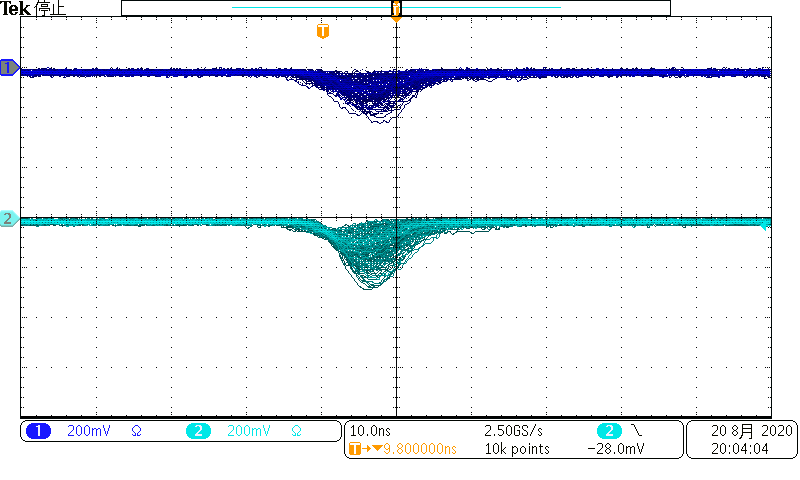 Tek 停止
T
1
2
1 200mV Ω 2 200mV Ω
10.0ns 2.50GS/s 2 \
T→▼9.800000ns 10k points −28.0mV
20 8月 2020
20:04:04